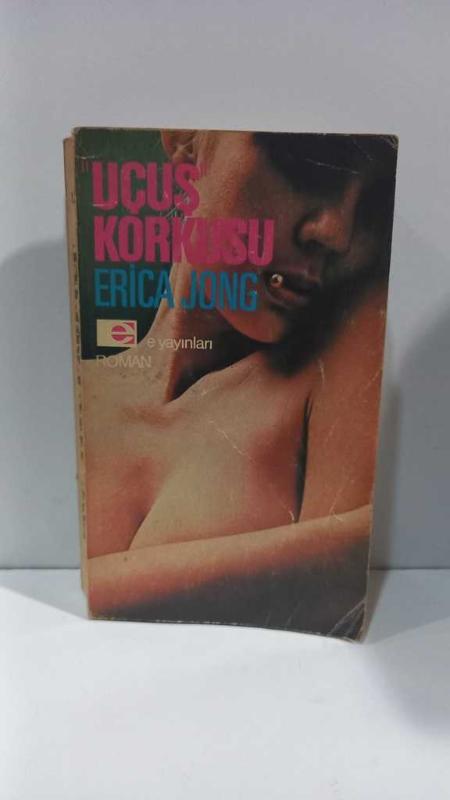 UÇUŞ
KORKUSU
ERİCA JONG
e
e yayınları
ROMAN